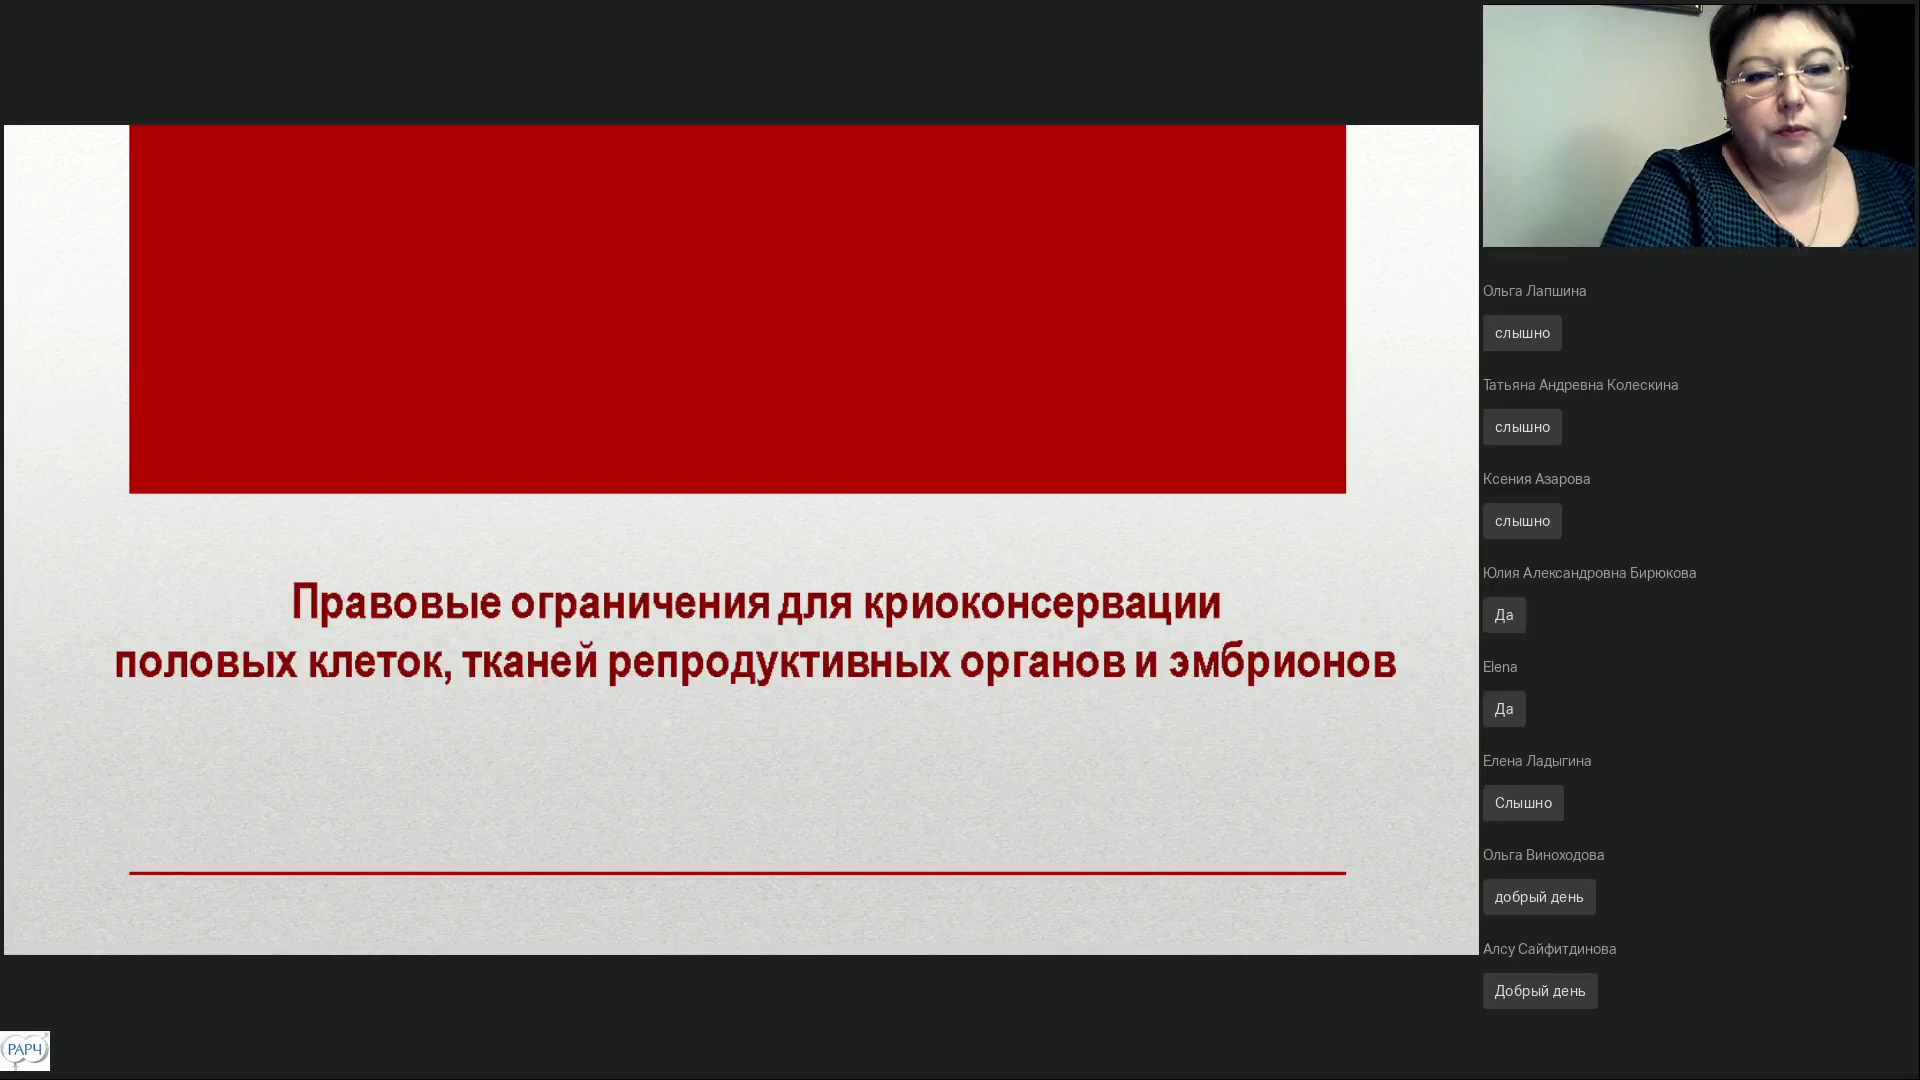 Правовые ограничения для криоконсервации
половых клеток, тканей репродуктивных органов и эмбрионов
Ольга Лапшина
слышно
Татьяна Андревна Колескина
слышно
Ксения Азарова
слышно
Юлия Александровна Бирюкова
Да
Elena
Да
Елена Ладыгина
Слышно
Ольга Виноходова
добрый день
Алсу Сайфитдинова
Добрый день
РАРЧ